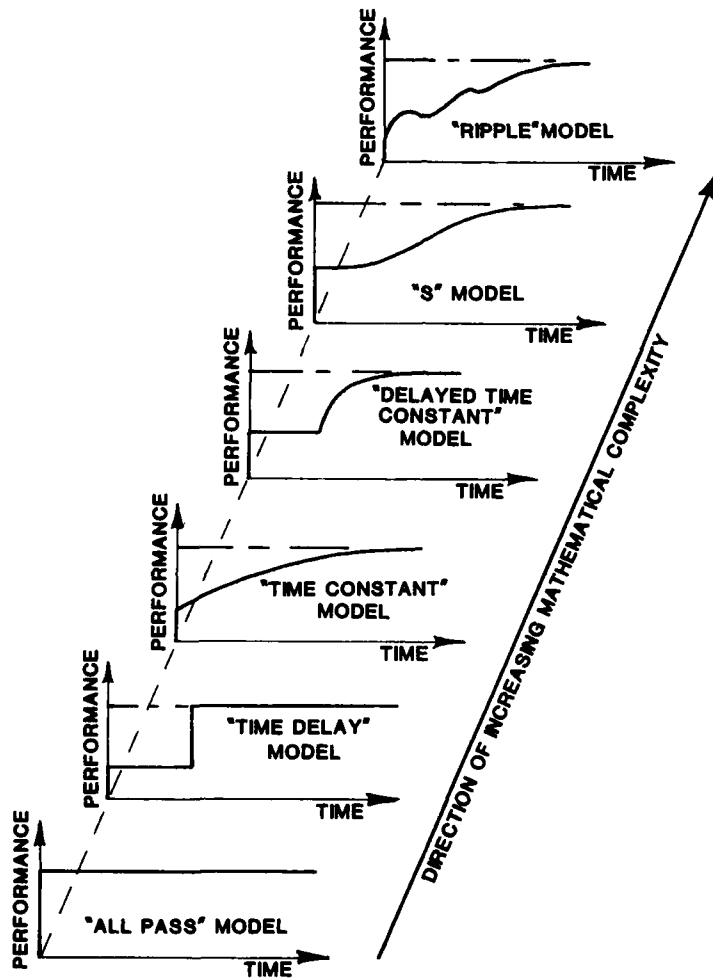 PERFORMANCE
"RIPPLE" MODEL
TIME
PERFORMANCE
"S" MODEL
TIME
PERFORMANCE
"DELAYED TIME
CONSTANT"
MODEL
TIME
PERFORMANCE
"TIME CONSTANT"
MODEL
TIME
PERFORMANCE
"TIME DELAY"
MODEL
TIME
PERFORMANCE
"ALL PASS" MODEL
TIME
DIRECTION OF INCREASING MATHEMATICAL COMPLEXITY